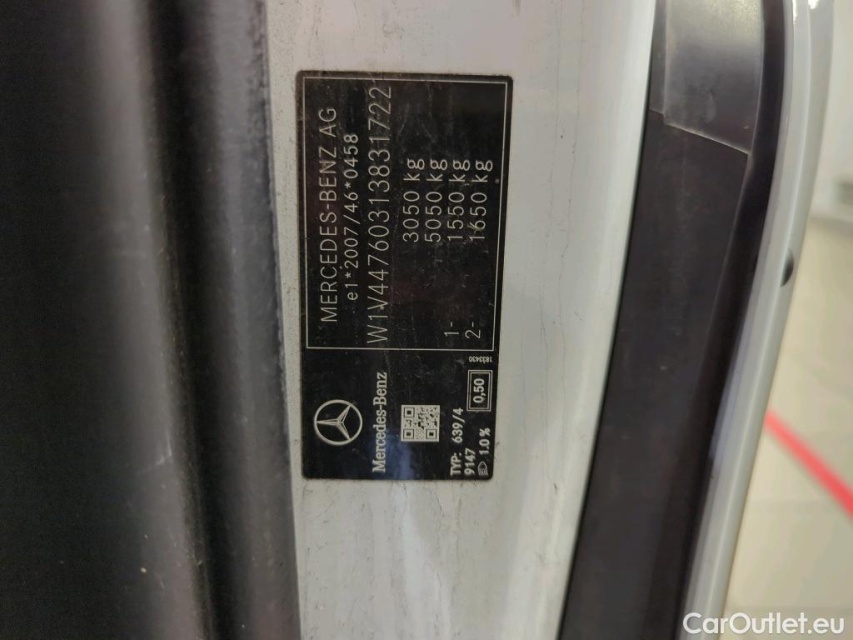 MERCEDES-BENZ AG
e1*2007/46*0458
W1V44760313831722
3050 kg
5050 kg
1- 1550 kg
2- 1650 kg
Mercedes-Benz
TYP: 639/4
9147
1.0 %
0,50
183430
CarOutlet.eu